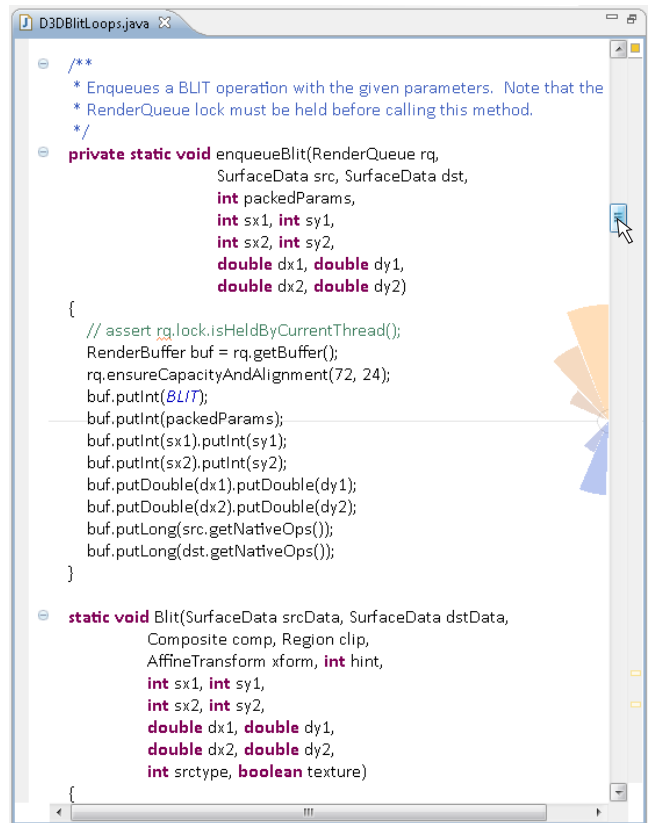 D3DBlitLoops.java
/**
* Enqueues a BLIT operation with the given parameters.  Note that the
* RenderQueue lock must be held before calling this method.
*/
private static void enqueueBlit(RenderQueue rq,
SurfaceData src, SurfaceData dst,
int packedParams,
int sx1, int sy1,
int sx2, int sy2,
double dx1, double dy1,
double dx2, double dy2)
{
// assert rq.lock.isHeldByCurrentThread();
RenderBuffer buf = rq.getBuffer();
rq.ensureCapacityAndAlignment(72, 24);
buf.putInt(BLIT);
buf.putInt(packedParams);
buf.putInt(sx1).putInt(sy1);
buf.putInt(sx2).putInt(sy2);
buf.putDouble(dx1).putDouble(dy1);
buf.putDouble(dx2).putDouble(dy2);
buf.putLong(src.getNativeOps());
buf.putLong(dst.getNativeOps());
}
static void Blit(SurfaceData srcData, SurfaceData dstData,
Composite comp, Region clip,
AffineTransform xform, int hint,
int sx1, int sy1,
int sx2, int sy2,
double dx1, double dy1,
double dx2, double dy2,
int srctype, boolean texture)
{